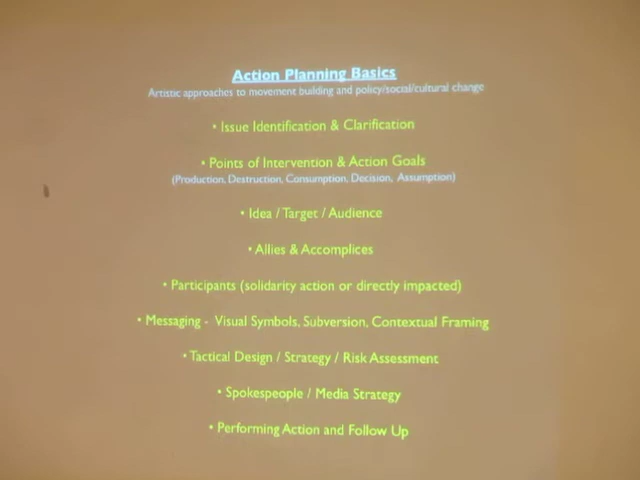 Action Planning Basics
Artistic approaches to movement building and policy/social/cultural change
• Issue Identification & Clarification
• Points of Intervention & Action Goals
(Production, Destruction, Consumption, Decision, Assumption)
• Idea / Target / Audience
• Allies & Accomplices
• Participants (solidarity action or directly impacted)
• Messaging - Visual Symbols, Subversion, Contextual Framing
• Tactical Design / Strategy / Risk Assessment
• Spokespeople / Media Strategy
• Performing Action and Follow Up